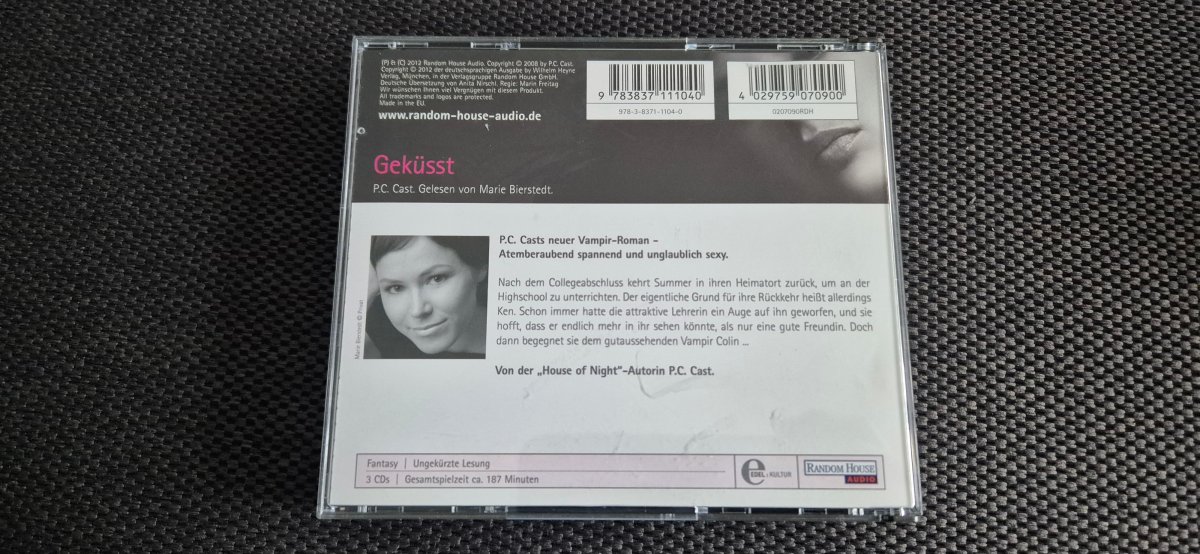 (P) & (C) 2012 Random House Audio. Copyright © 2008 by P.C. Cast.
Copyright © 2012 der deutschsprachigen Ausgabe by Wilhelm Heyne
Verlag, München, in der Verlagsgruppe Random House GmbH.
Deutsche Übersetzung von Anita Nirschl. Regie: Marin Freitag
Wir wünschen Ihnen viel Vergnügen mit diesem Produkt.
All trademarks and logos are protected.
Made in the EU.
www.random-house-audio.de
9 783837 111040
978-3-8371-1104-0
4 029759 070900
0207090RDH
Geküsst
P.C. Cast. Gelesen von Marie Bierstedt.
Marie Bierstedt © Privat
P.C. Casts neuer Vampir-Roman –
Atemberaubend spannend und unglaublich sexy.
Nach dem Collegeabschluss kehrt Summer in ihren Heimatort zurück, um an der
Highschool zu unterrichten. Der eigentliche Grund für ihre Rückkehr heißt allerdings
Ken. Schon immer hatte die attraktive Lehrerin ein Auge auf ihn geworfen, und sie
hofft, dass er endlich mehr in ihr sehen könnte, als nur eine gute Freundin. Doch
dann begegnet sie dem gutaussehenden Vampir Colin ...
Von der „House of Night"-Autorin P.C. Cast.
Fantasy | Ungekürzte Lesung
3 CDs | Gesamtspielzeit ca. 187 Minuten
e EDEL:KULTUR
RANDOM HOUSE
AUDIO